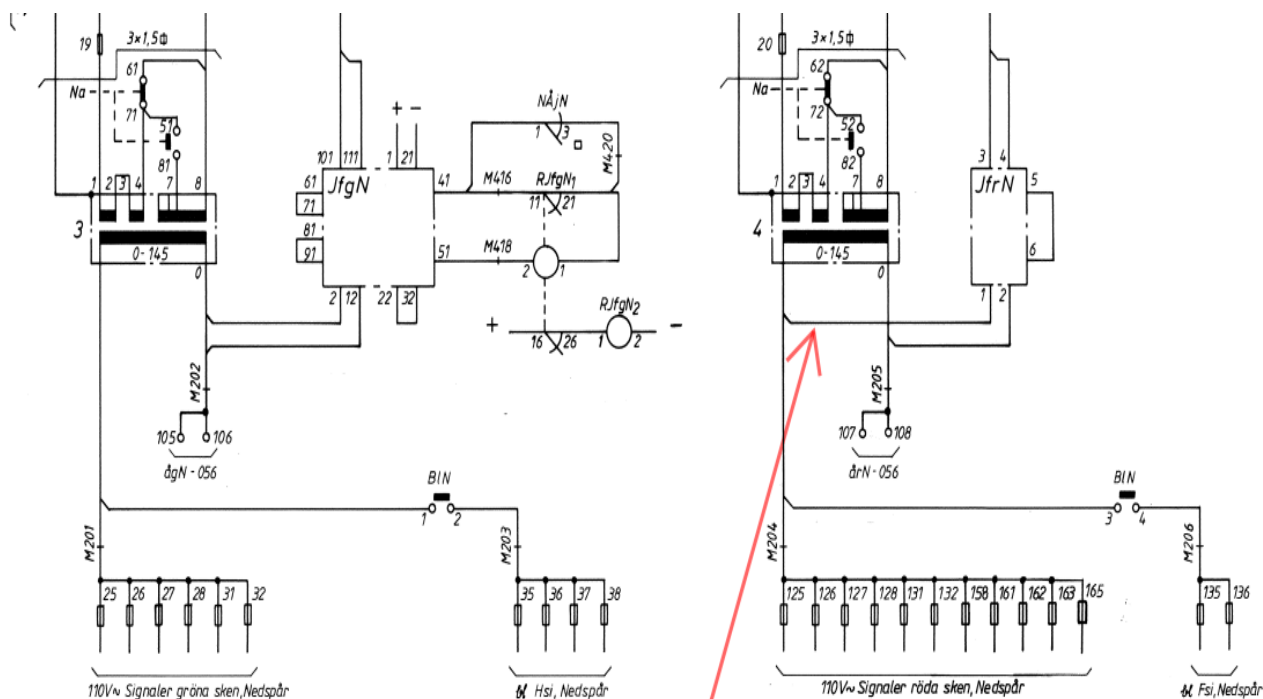 19
3×1,5
61
Na
71
51
81
1 2 3 4 7 8
3
0-145
0
101 111
1 21
+ -
JfgN
61
71
81
91
41
51
2 12 22 32
NÅjN
1 3
M420
M416
RJfgN1
11 21
M418
2 1
RJfgN2
+ 16 26 1 2 -
M202
105 106
ågN - 056
BIN
1 2
M201
M203
25 26 27 28 31 32
35 36 37 38
110V~ Signaler gröna sken, Nedspår
Hsi, Nedspår
20
3×1,5
62
Na
72
52
82
1 2 3 4 7 8
4
0-145
0
3 4
JfrN
5
6
1 2
M205
107 108
årN - 056
BIN
3 4
M204
M206
125 126 127 128 131 132 158 161 162 163 165
135 136
110V~ Signaler röda sken, Nedspår
Fsi, Nedspår